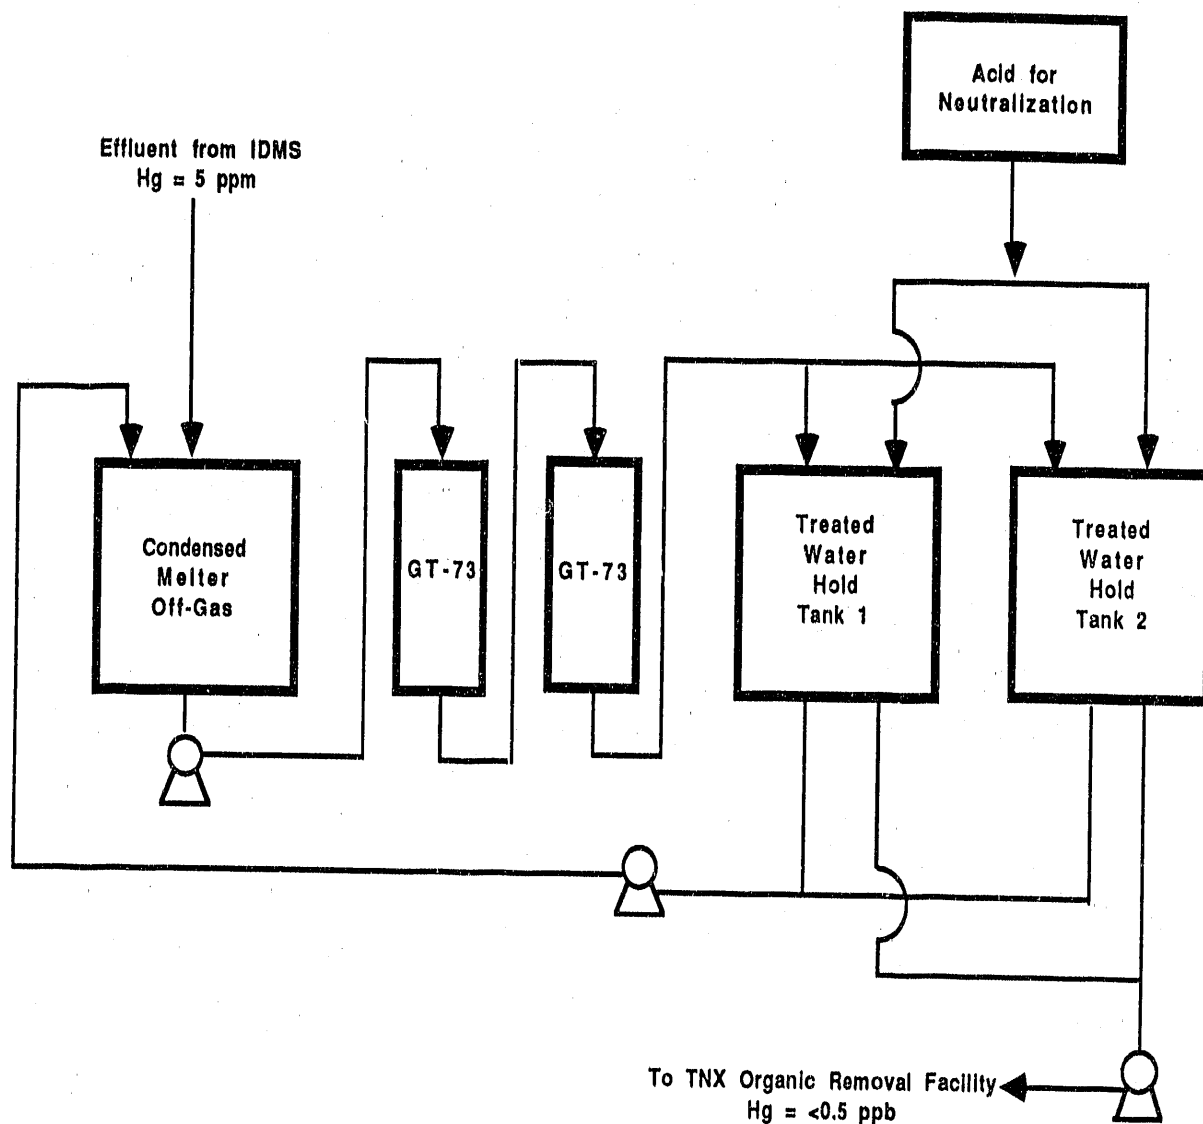 Acid for
Neutralization
Effluent from IDMS
Hg = 5 ppm
Condensed
Melter
Off-Gas
GT-73
GT-73
Treated
Water
Hold
Tank 1
Treated
Water
Hold
Tank 2
To TNX Organic Removal Facility
Hg = <0.5 ppb